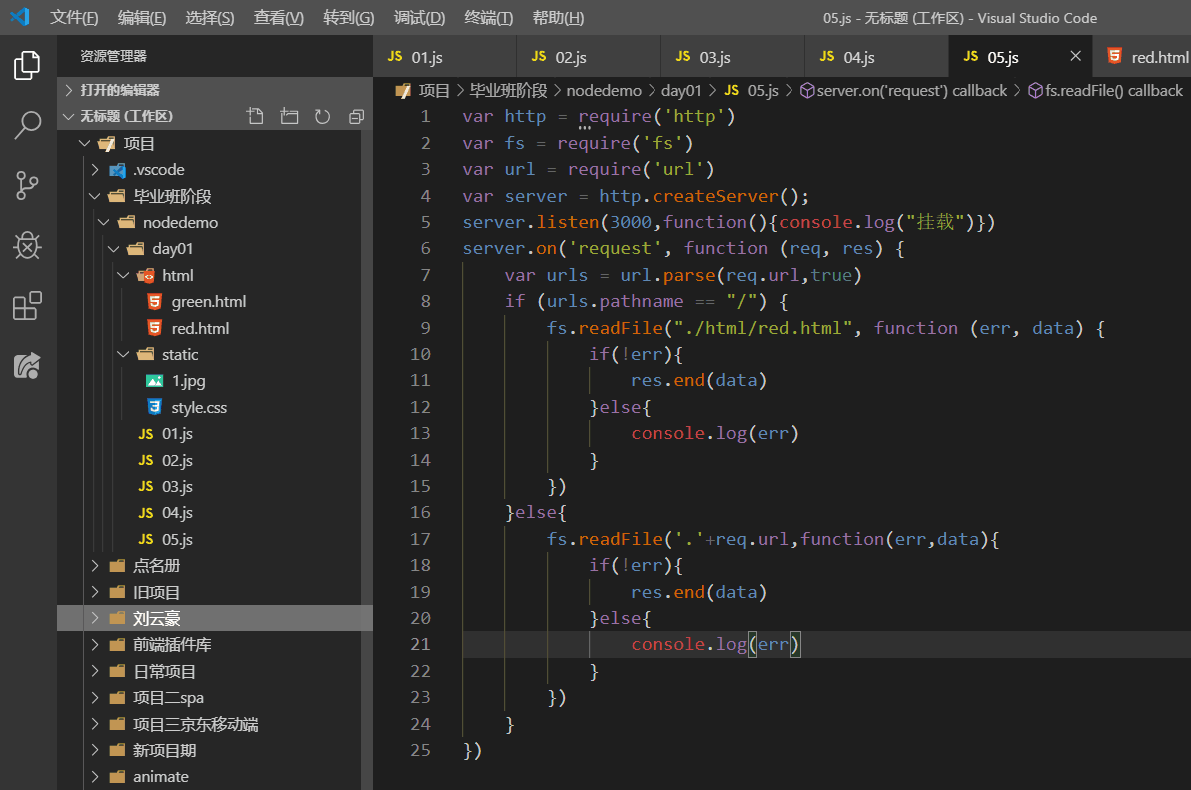 文件(F) 编辑(E) 选择(S) 查看(V) 转到(G) 调试(D) 终端(T) 帮助(H) 05.js - 无标题 (工作区) - Visual Studio Code
资源管理器
打开的编辑器
无标题 (工作区)
项目
.vscode
毕业班阶段
nodedemo
day01
html
green.html
red.html
static
1.jpg
style.css
JS 01.js
JS 02.js
JS 03.js
JS 04.js
JS 05.js
点名册
旧项目
刘云豪
前端插件库
日常项目
项目二spa
项目三京东移动端
新项目期
animate
JS 01.js JS 02.js JS 03.js JS 04.js JS 05.js × red.html
项目 > 毕业班阶段 > nodedemo > day01 > JS 05.js > server.on('request') callback > fs.readFile() callback
1 var http = require('http')
2 var fs = require('fs')
3 var url = require('url')
4 var server = http.createServer();
5 server.listen(3000,function(){console.log("挂载")})
6 server.on('request', function (req, res) {
7 var urls = url.parse(req.url,true)
8 if (urls.pathname == "/") {
9 fs.readFile("./html/red.html", function (err, data) {
10 if(!err){
11 res.end(data)
12 }else{
13 console.log(err)
14 }
15 })
16 }else{
17 fs.readFile('.'+req.url,function(err,data){
18 if(!err){
19 res.end(data)
20 }else{
21 console.log(err)
22 }
23 })
24 }
25 })